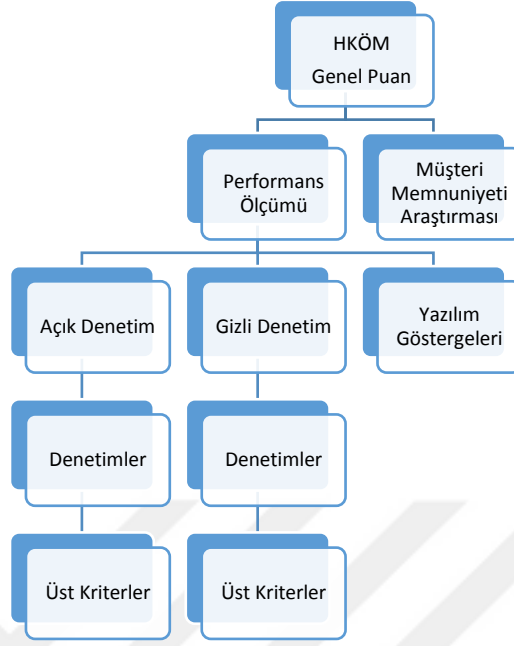 HKÖM
Genel Puan
Performans
Ölçümü
Müşteri
Memnuniyeti
Araştırması
Açık Denetim
Gizli Denetim
Yazılım
Göstergeleri
Denetimler
Denetimler
Üst Kriterler
Üst Kriterler